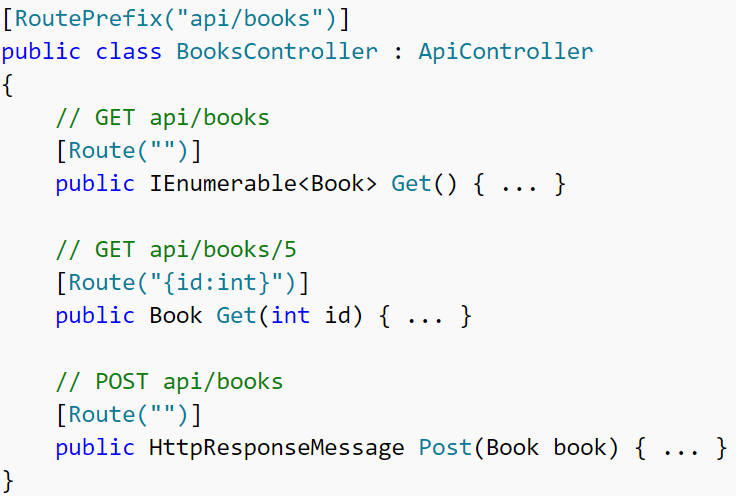 [RoutePrefix("api/books")]
public class BooksController : ApiController
{
    // GET api/books
    [Route("")]
    public IEnumerable<Book> Get() { ... }

    // GET api/books/5
    [Route("{id:int}")]
    public Book Get(int id) { ... }

    // POST api/books
    [Route("")]
    public HttpResponseMessage Post(Book book) { ... }
}